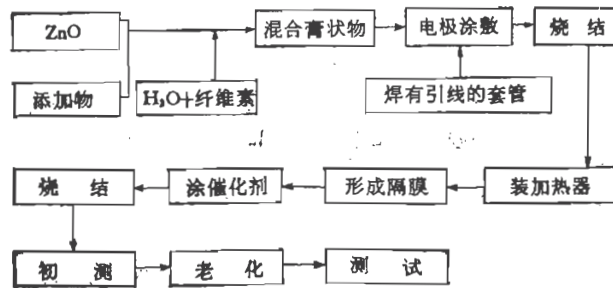 ZnO
混合膏状物
电极涂敷
烧 结
添加物
H₂O+纤维素
焊有引线的套管
烧 结
涂催化剂
形成隔膜
装加热器
初 测
老 化
测 试